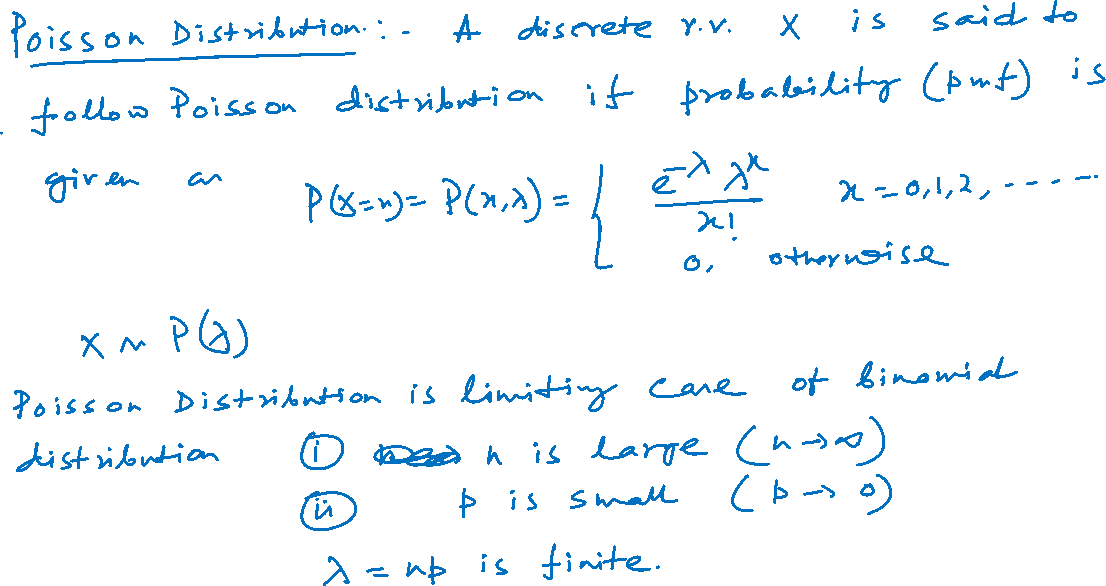 Poisson Distribution :- A discrete r.v. X is said to
follow Poisson distribution if probability (pmf) is
given as P(X=x) = P(x,λ) = { e^-λ λ^x / x! x = 0,1,2, -----
0, otherwise
X ~ P(λ)
Poisson Distribution is limiting case of binomial
distribution (i) n is large (n→∞)
(ii) p is small (p→0)
λ = np is finite.